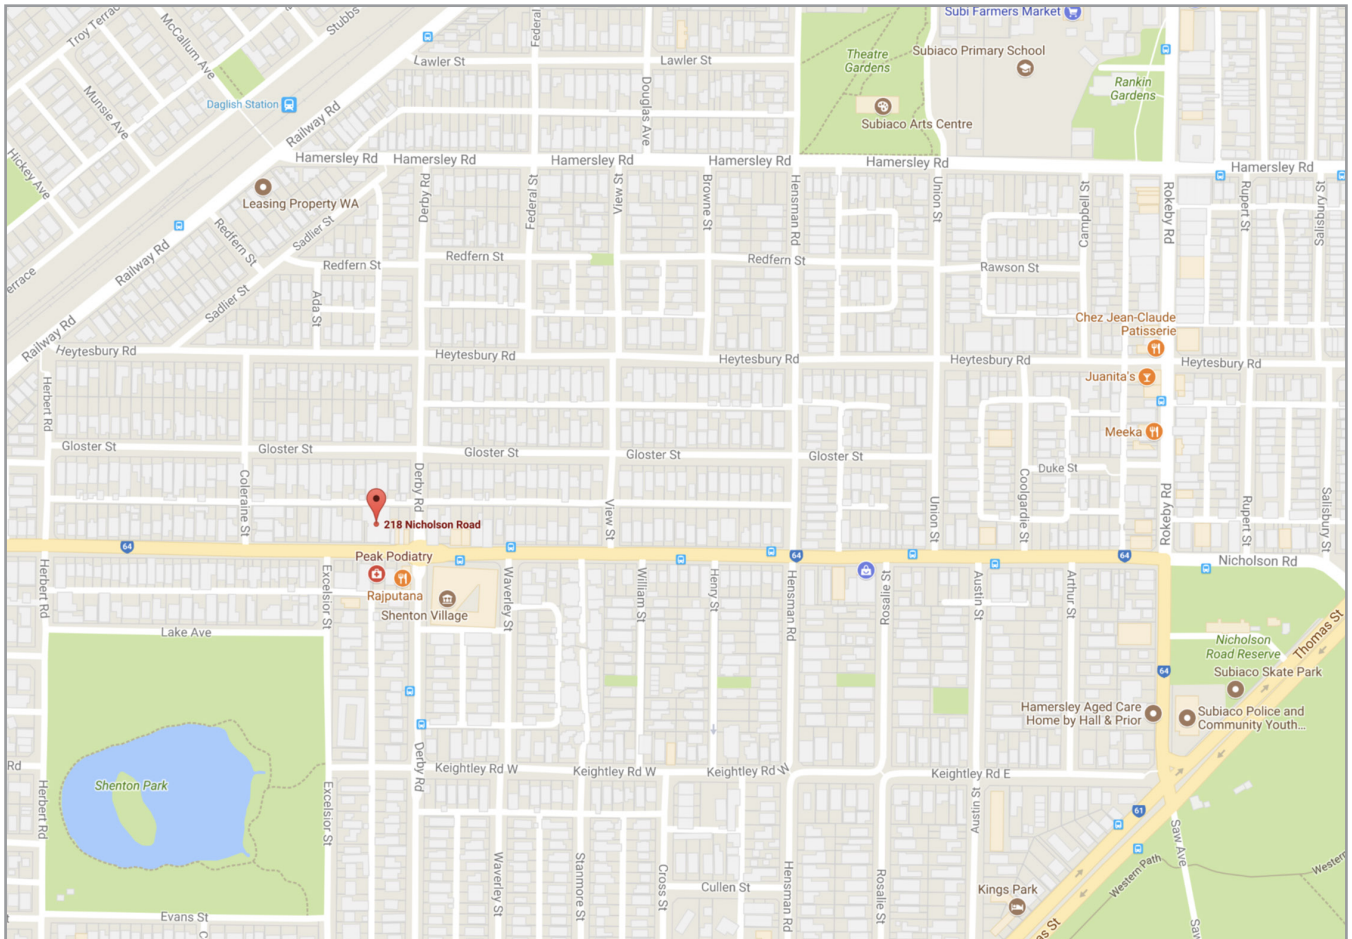 Subi Farmers Market
Troy Terrac
McCallum Ave
Stubbs
Federal
Lawler St
Lawler St
Theatre
Gardens
Subiaco Primary School
Rankin
Gardens
Munsie Ave
Daglish Station
Railway Rd
Douglas Ave
Subiaco Arts Centre
Hickey Ave
Hamersley Rd
Hamersley Rd
Hamersley Rd
Hamersley Rd
Hamersley Rd
Hamersley Rd
Leasing Property WA
Derby Rd
Federal St
View St
Browne St
Hensman Rd
Union St
Campbell St
Rokeby Rd
Rupert St
Salisbury St
Redfern St
Sadlier St
Railway Rd
Redfern St
Redfern St
Redfern St
Rawson St
errace
Ada St
Sadlier St
Railway Rd
Chez Jean-Claude
Patisserie
Heytesbury Rd
Heytesbury Rd
Heytesbury Rd
Heytesbury Rd
Heytesbury Rd
Juanita's
Herbert Rd
Meeka
Gloster St
Gloster St
Gloster St
Gloster St
Gloster St
Duke St
Coleraine St
Derby Rd
View St
Union St
Coolgardie St
Rokeby Rd
Rupert St
Salisbury St
218 Nicholson Road
64
64
64
Peak Podiatry
Nicholson Rd
Herbert Rd
Excelsior St
Rajputana
Shenton Village
Waverley St
William St
Henry St
Hensman Rd
Rosalie St
Austin St
Arthur St
Lake Ave
Thomas St
Nicholson
Road Reserve
64
Subiaco Skate Park
Hamersley Aged Care
Home by Hall & Prior
Subiaco Police and
Community Youth...
Derby Rd
Rd
Keightley Rd W
Keightley Rd W
Keightley Rd W
Keightley Rd E
Shenton Park
Herbert Rd
Excelsior St
Austin St
61
Saw Ave
Waverley St
Stanmore St
Cross St
Hensman Rd
Rosalie St
Western Path
Western
Cullen St
Kings Park
Evans St
C
t
as St
Saw